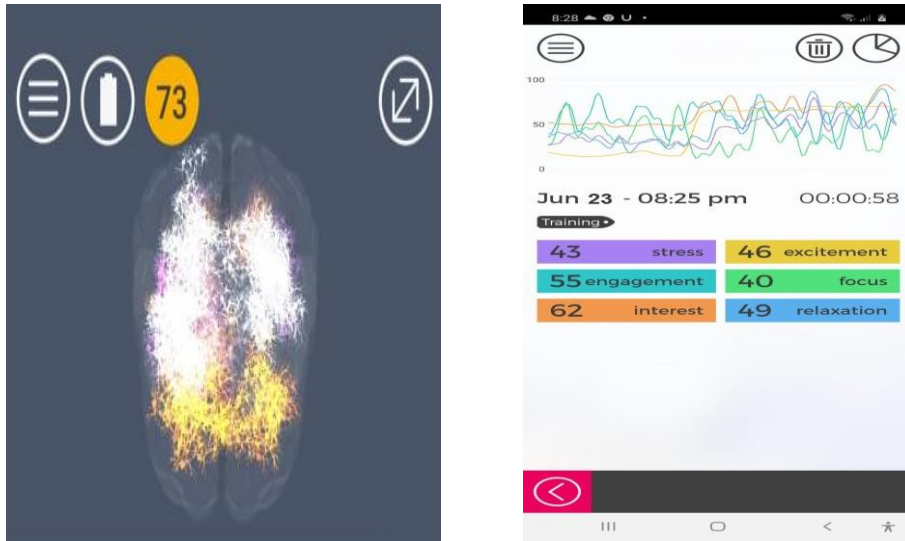 73
8:28
100
50
0
Jun 23 - 08:25 pm 00:00:58
Training
43 stress 46 excitement
55 engagement 40 focus
62 interest 49 relaxation